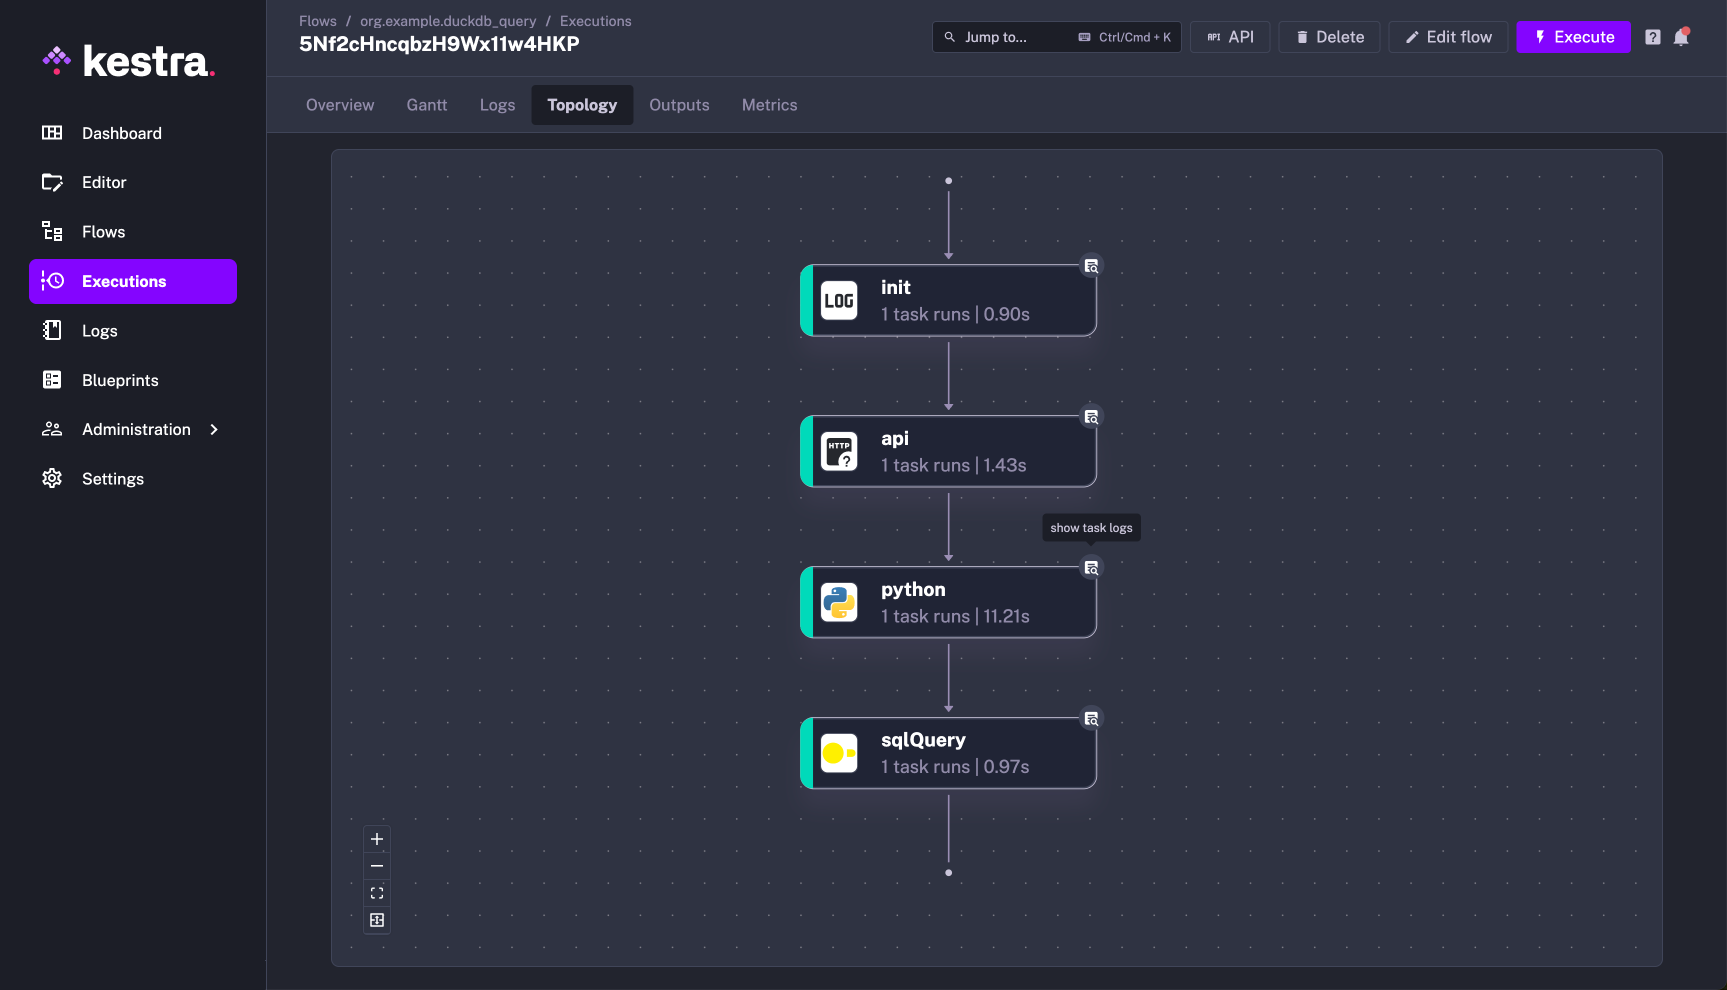 kestra.
Dashboard
Editor
Flows
Executions
Logs
Blueprints
Administration
Settings
Flows / org.example.duckdb_query / Executions
5Nf2cHncqbzH9Wx11w4HKP
Jump to... Ctrl/Cmd + K
API API
Delete
Edit flow
Execute
?
Overview Gantt Logs Topology Outputs Metrics
LOG
init
1 task runs | 0.90s
HTTP
?
api
1 task runs | 1.43s
show task logs
python
1 task runs | 11.21s
sqlQuery
1 task runs | 0.97s